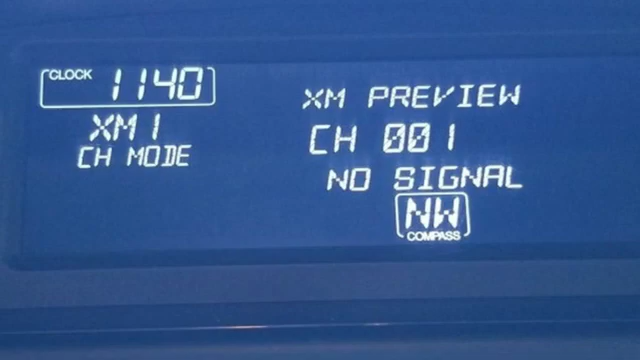 CLOCK 1140
XM1
CH MODE
XM PREVIEW
CH 001
NO SIGNAL
NW
COMPASS